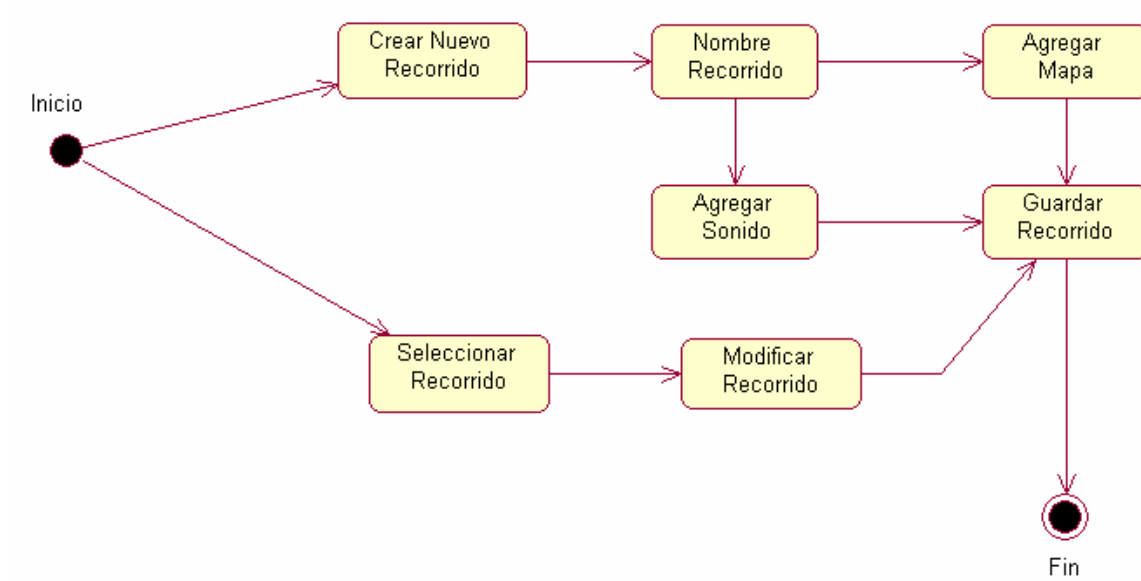 Crear Nuevo
Recorrido
Nombre
Recorrido
Agregar
Mapa
Inicio
Agregar
Sonido
Guardar
Recorrido
Seleccionar
Recorrido
Modificar
Recorrido
Fin